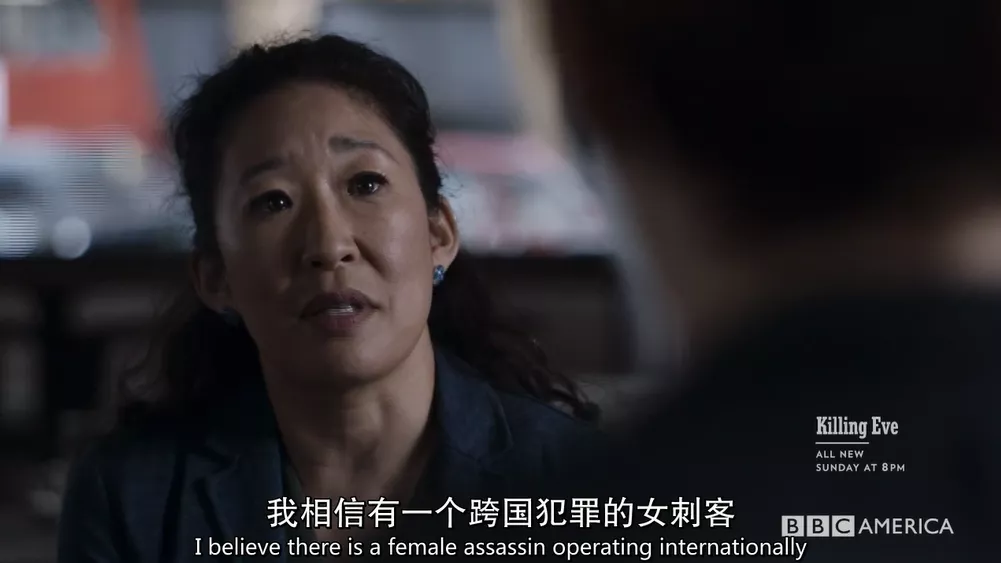 Killing Eve
ALL NEW
SUNDAY AT 8PM
我相信有一个跨国犯罪的女刺客
BBC AMERICA
I believe there is a female assassin operating internationally